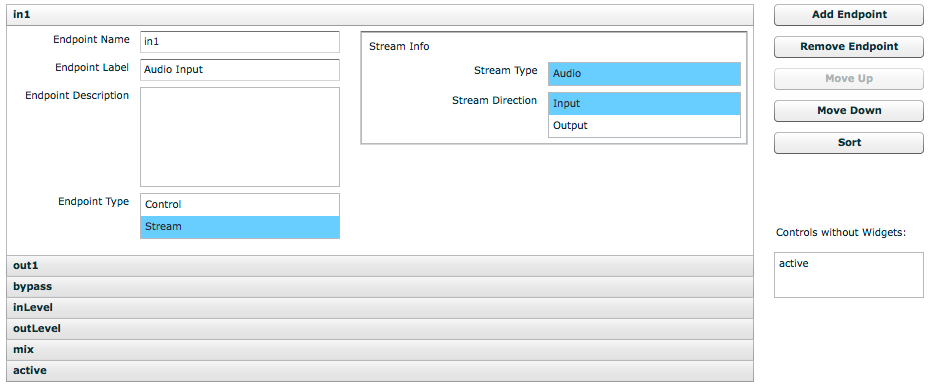 in1
Endpoint Name
in1
Endpoint Label
Audio Input
Endpoint Description
Endpoint Type
Control
Stream
Stream Info
Stream Type
Audio
Stream Direction
Input
Output
out1
bypass
inLevel
outLevel
mix
active
Add Endpoint
Remove Endpoint
Move Up
Move Down
Sort
Controls without Widgets:
active